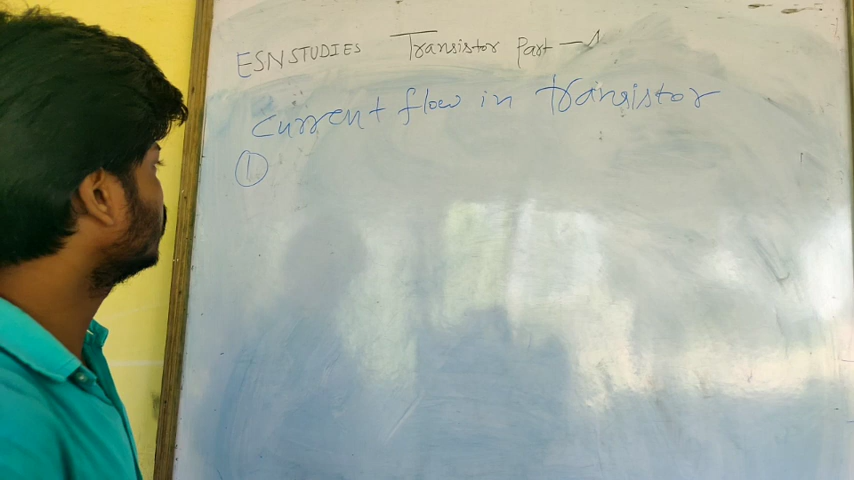 ESN STUDIES Transistor Part - 1
Current flow in transistor
①